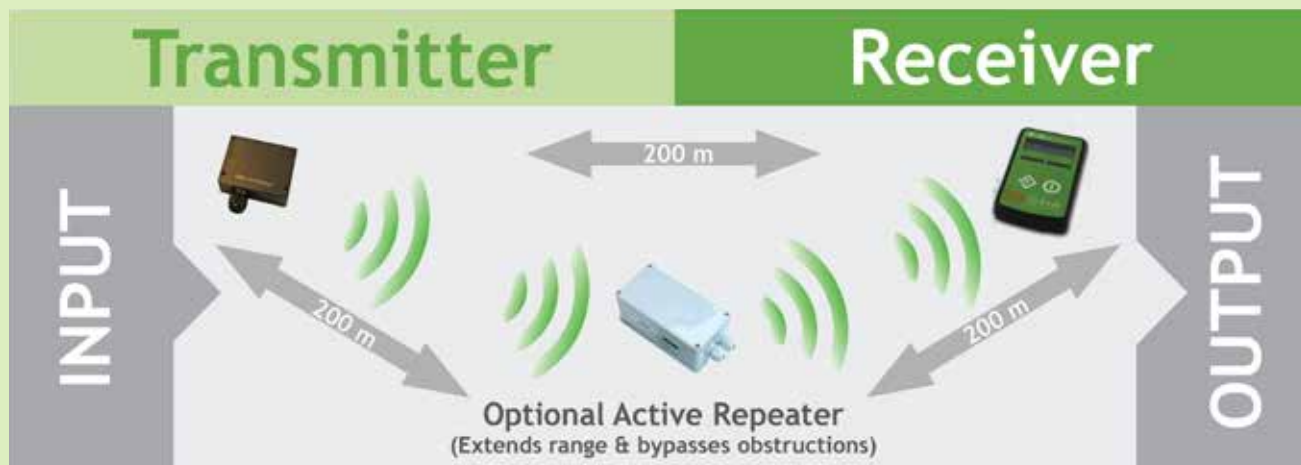 Transmitter
Receiver
INPUT
200 m
200 m
200 m
OUTPUT
Optional Active Repeater
(Extends range & bypasses obstructions)